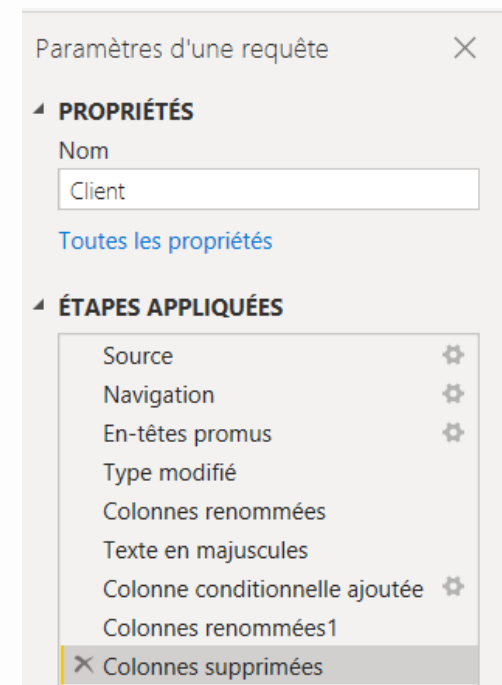 Paramètres d'une requête
PROPRIÉTÉS
Nom
Client
Toutes les propriétés
ÉTAPES APPLIQUÉES
Source
Navigation
En-têtes promus
Type modifié
Colonnes renommées
Texte en majuscules
Colonne conditionnelle ajoutée
Colonnes renommées1
Colonnes supprimées